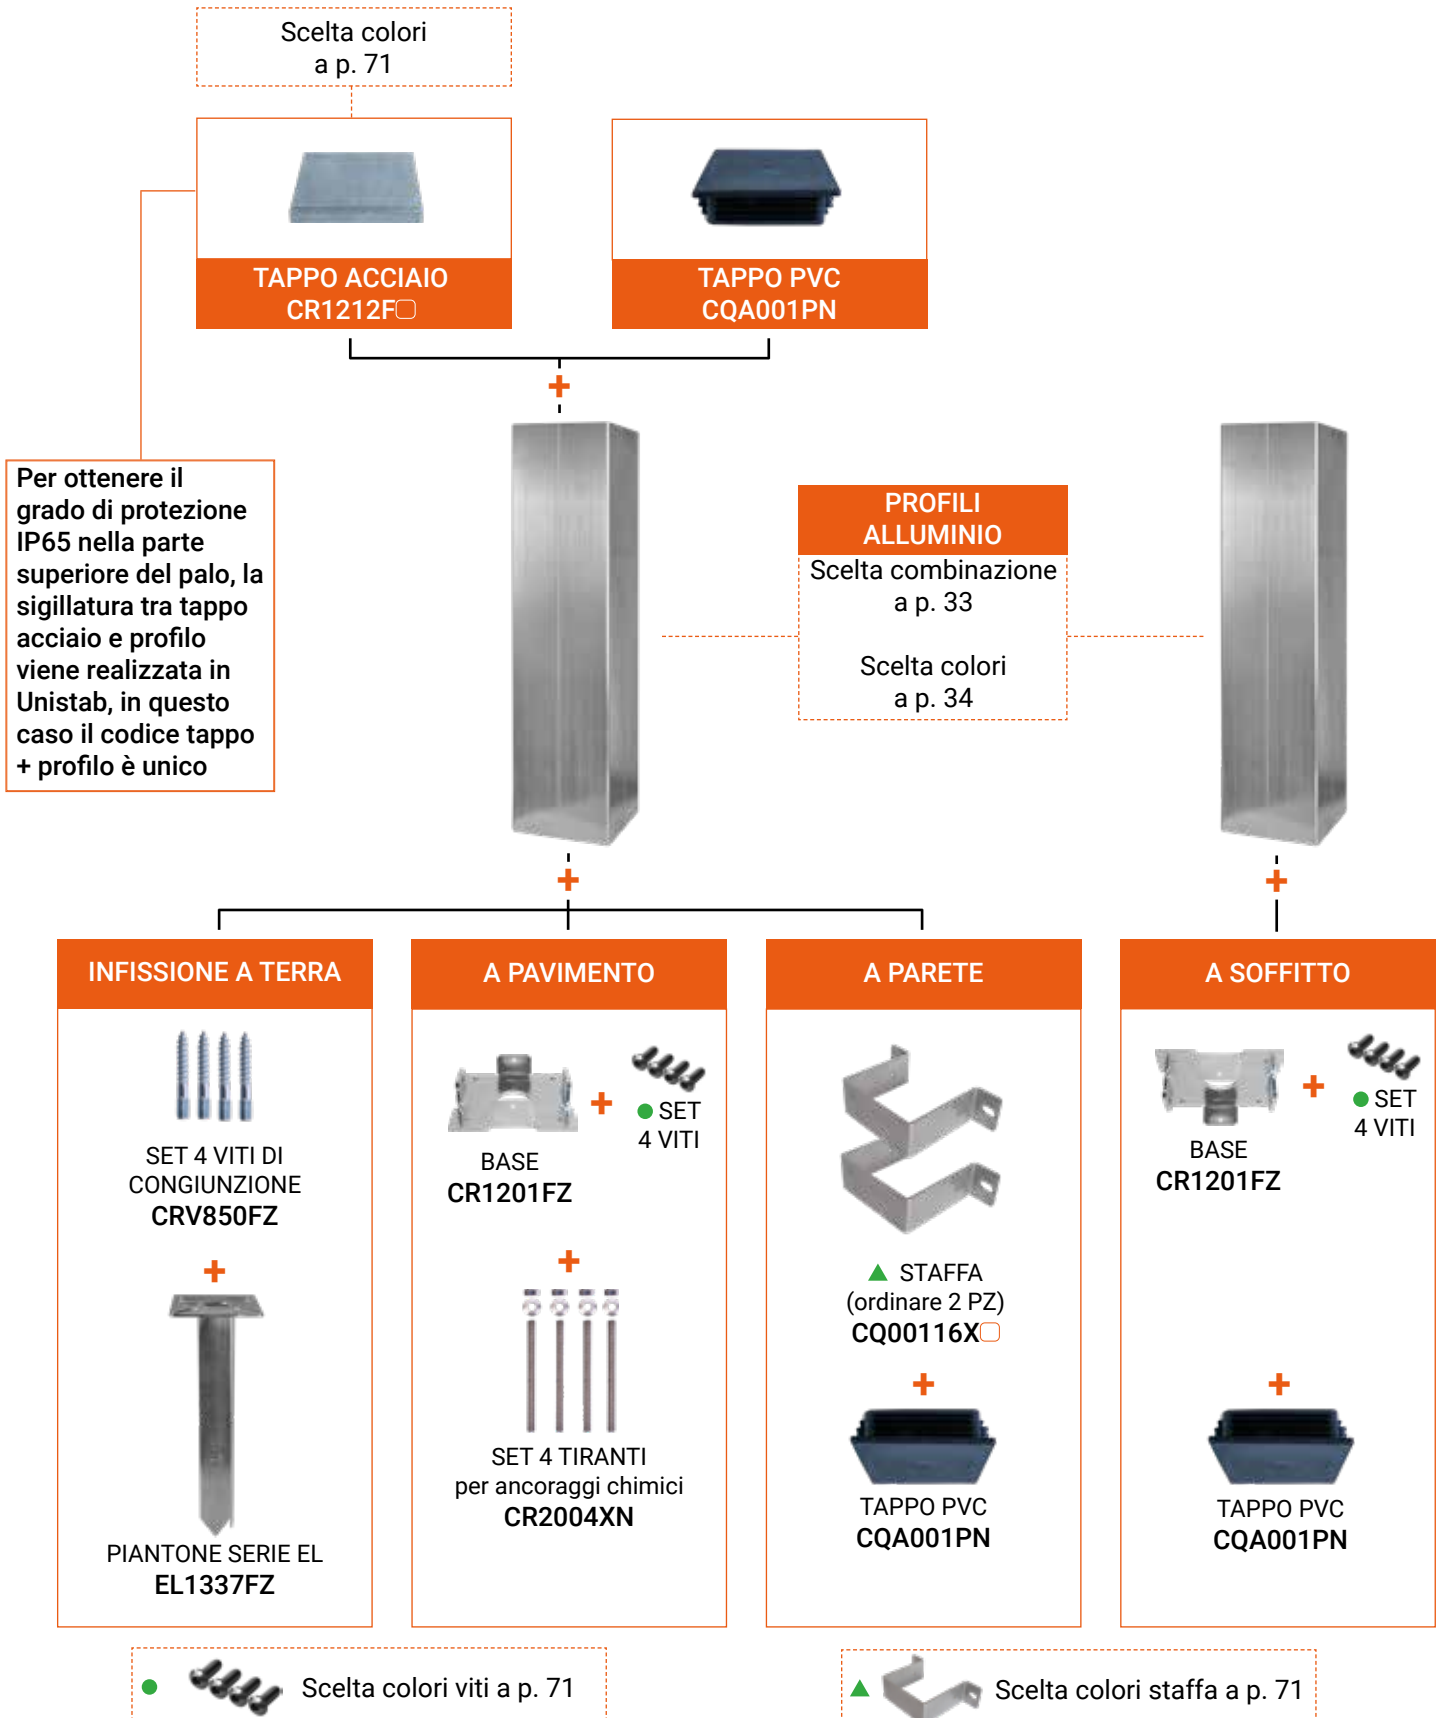 Scelta colori
a p. 71
TAPPO ACCIAIO
CR1212F▢
TAPPO PVC
CQA001PN
+
Per ottenere il
grado di protezione
IP65 nella parte
superiore del palo, la
sigillatura tra tappo
acciaio e profilo
viene realizzata in
Unistab, in questo
caso il codice tappo
+ profilo è unico
PROFILI
ALLUMINIO
Scelta combinazione
a p. 33
Scelta colori
a p. 34
+
+
INFISSIONE A TERRA
SET 4 VITI DI
CONGIUNZIONE
CRV850FZ
+
PIANTONE SERIE EL
EL1337FZ
A PAVIMENTO
BASE
CR1201FZ
+
● SET
4 VITI
+
SET 4 TIRANTI
per ancoraggi chimici
CR2004XN
A PARETE
▲ STAFFA
(ordinare 2 PZ)
CQ00116X▢
+
TAPPO PVC
CQA001PN
A SOFFITTO
BASE
CR1201FZ
+
● SET
4 VITI
+
TAPPO PVC
CQA001PN
● Scelta colori viti a p. 71
▲ Scelta colori staffa a p. 71